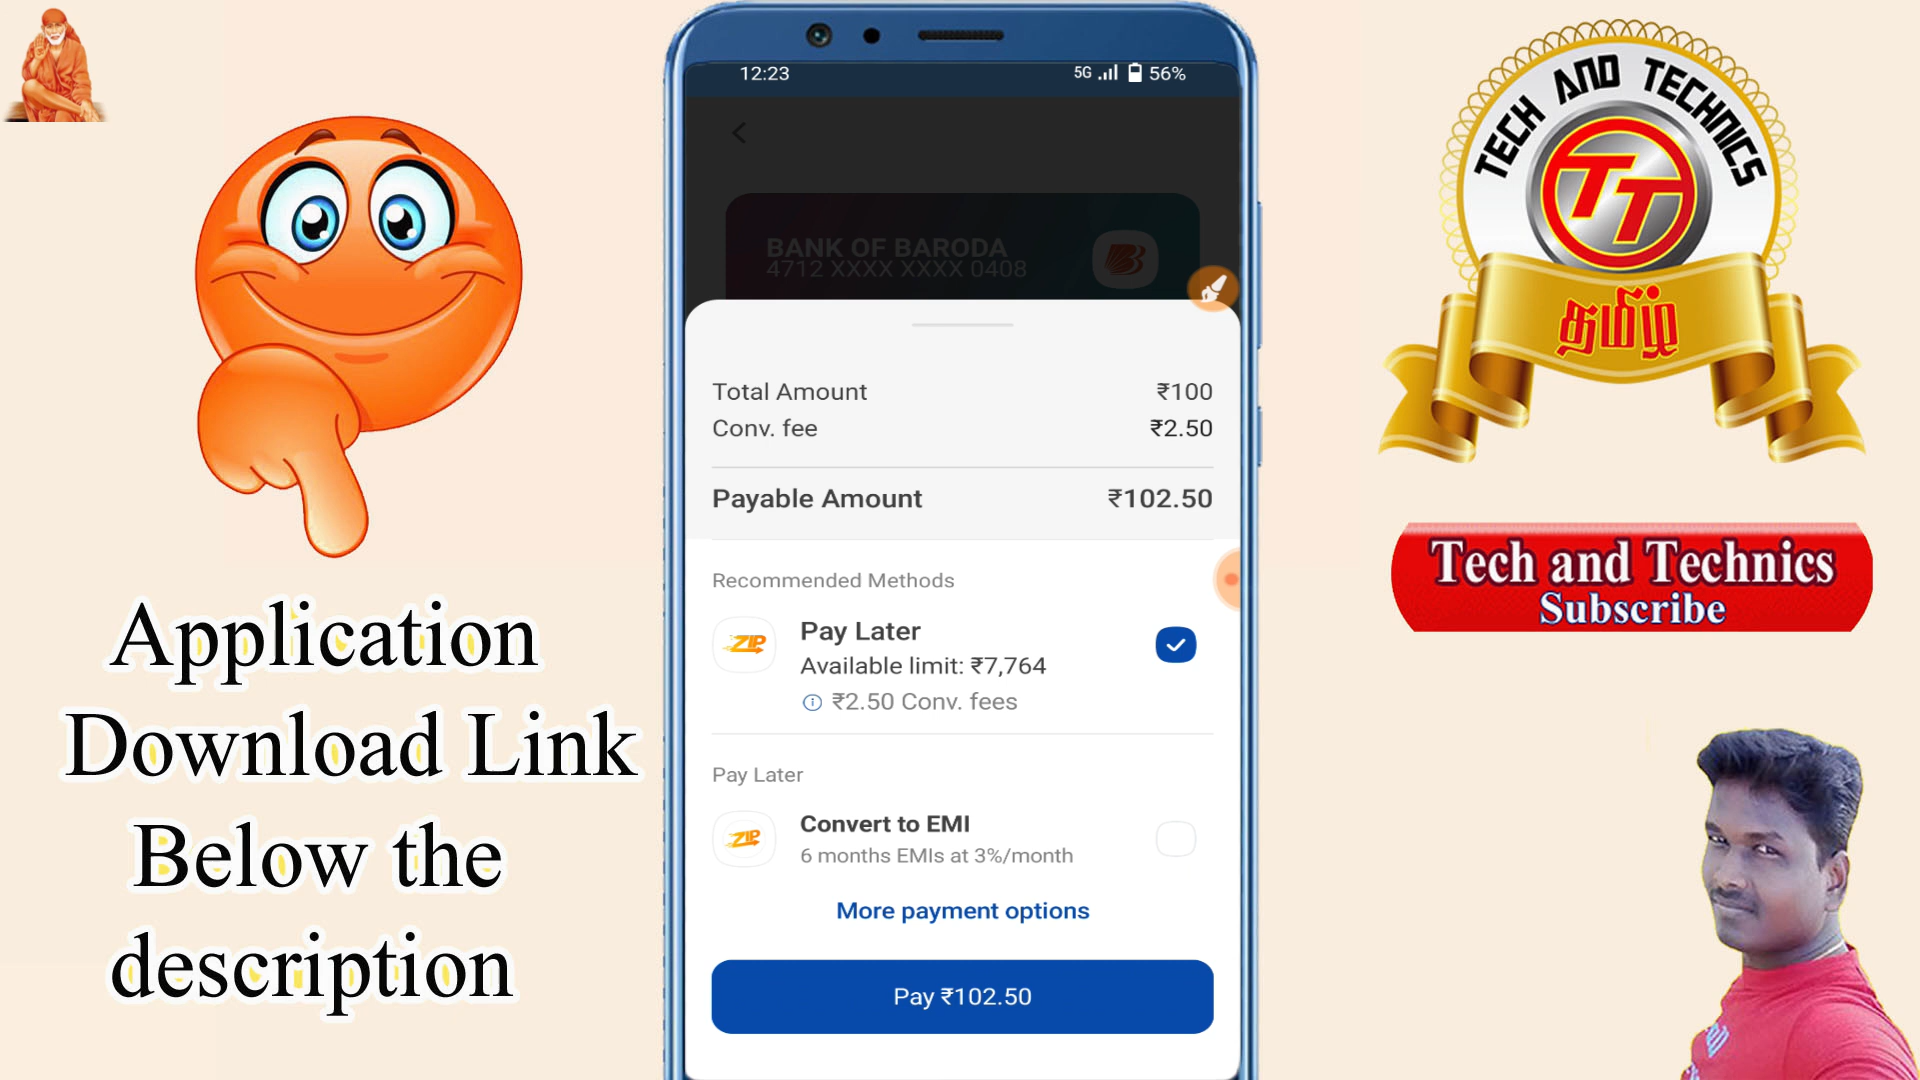 Application
Download Link
Below the
description
12:23
5G
56%
BANK OF BARODA
4712 XXXX XXXX 0408
Total Amount ₹100
Conv. fee ₹2.50
Payable Amount ₹102.50
Recommended Methods
ZIP
Pay Later
Available limit: ₹7,764
₹2.50 Conv. fees
Pay Later
ZIP
Convert to EMI
6 months EMIs at 3%/month
More payment options
Pay ₹102.50
TECH AND TECHNICS
TT
தமிழ்
Tech and Technics
Subscribe